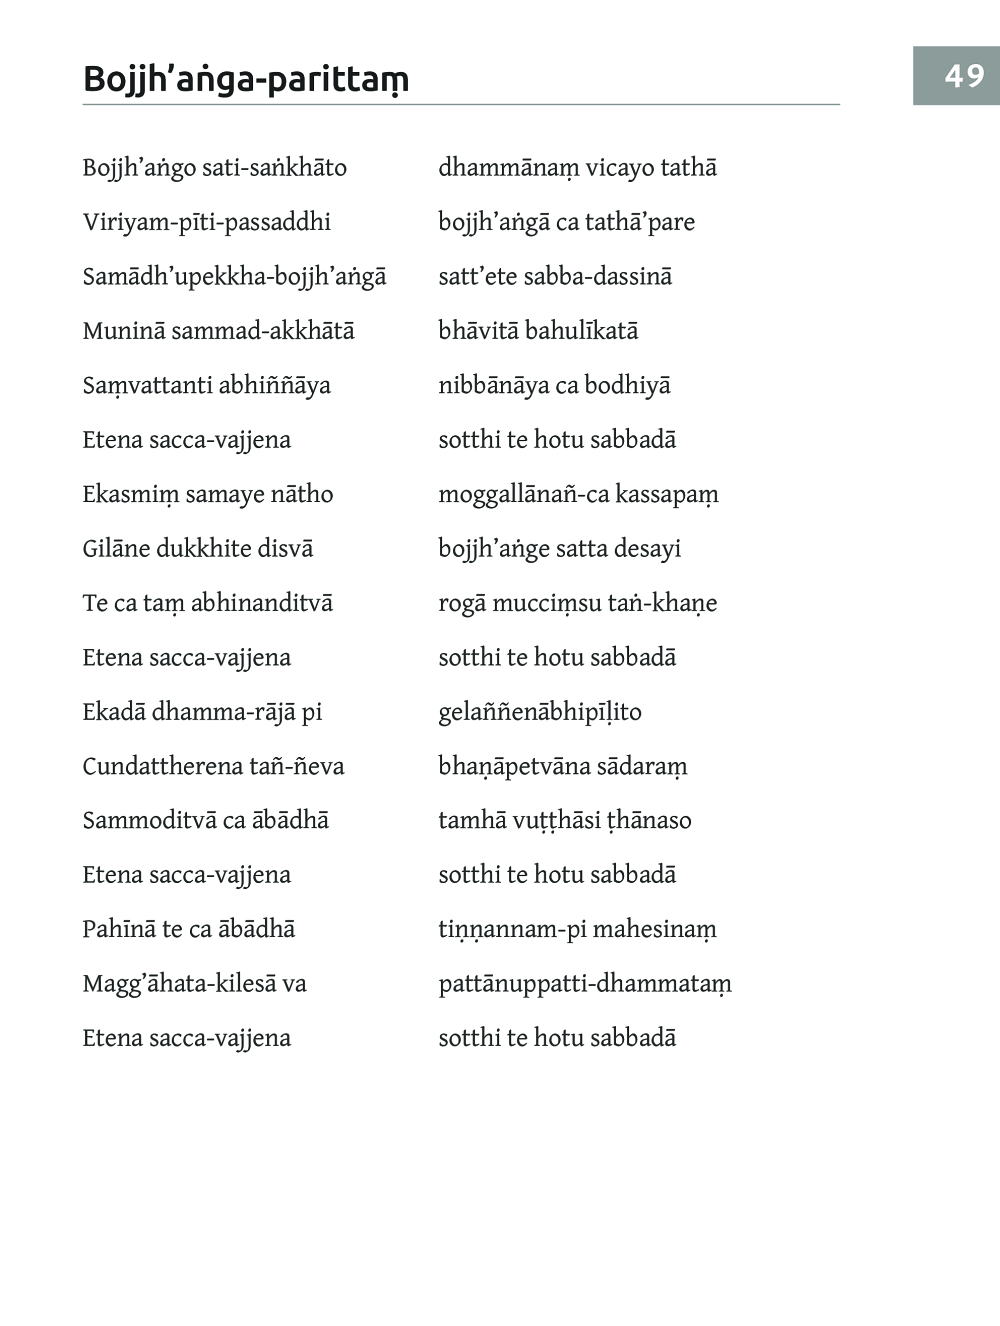 Bojjh’aṅga-parittaṃ
49
Bojjh’aṅgo sati-saṅkhāto dhammānaṃ vicayo tathā
Viriyam-pīti-passaddhi bojjh’aṅgā ca tathā’pare
Samādh’upekkha-bojjh’aṅgā satt’ete sabba-dassinā
Muninā sammad-akkhātā bhāvitā bahulīkatā
Saṃvattanti abhiññāya nibbānāya ca bodhiyā
Etena sacca-vajjena sotthi te hotu sabbadā
Ekasmiṃ samaye nātho moggallānañ-ca kassapaṃ
Gilāne dukkhite disvā bojjh’aṅge satta desayi
Te ca taṃ abhinanditvā rogā mucciṃsu taṅ-khaṇe
Etena sacca-vajjena sotthi te hotu sabbadā
Ekadā dhamma-rājā pi gelaññenābhipīḷito
Cundattherena tañ-ñeva bhaṇāpetvāna sādaraṃ
Sammoditvā ca ābādhā tamhā vuṭṭhāsi ṭhānaso
Etena sacca-vajjena sotthi te hotu sabbadā
Pahīnā te ca ābādhā tiṇṇannam-pi mahesinaṃ
Magg’āhata-kilesā va pattānuppatti-dhammataṃ
Etena sacca-vajjena sotthi te hotu sabbadā